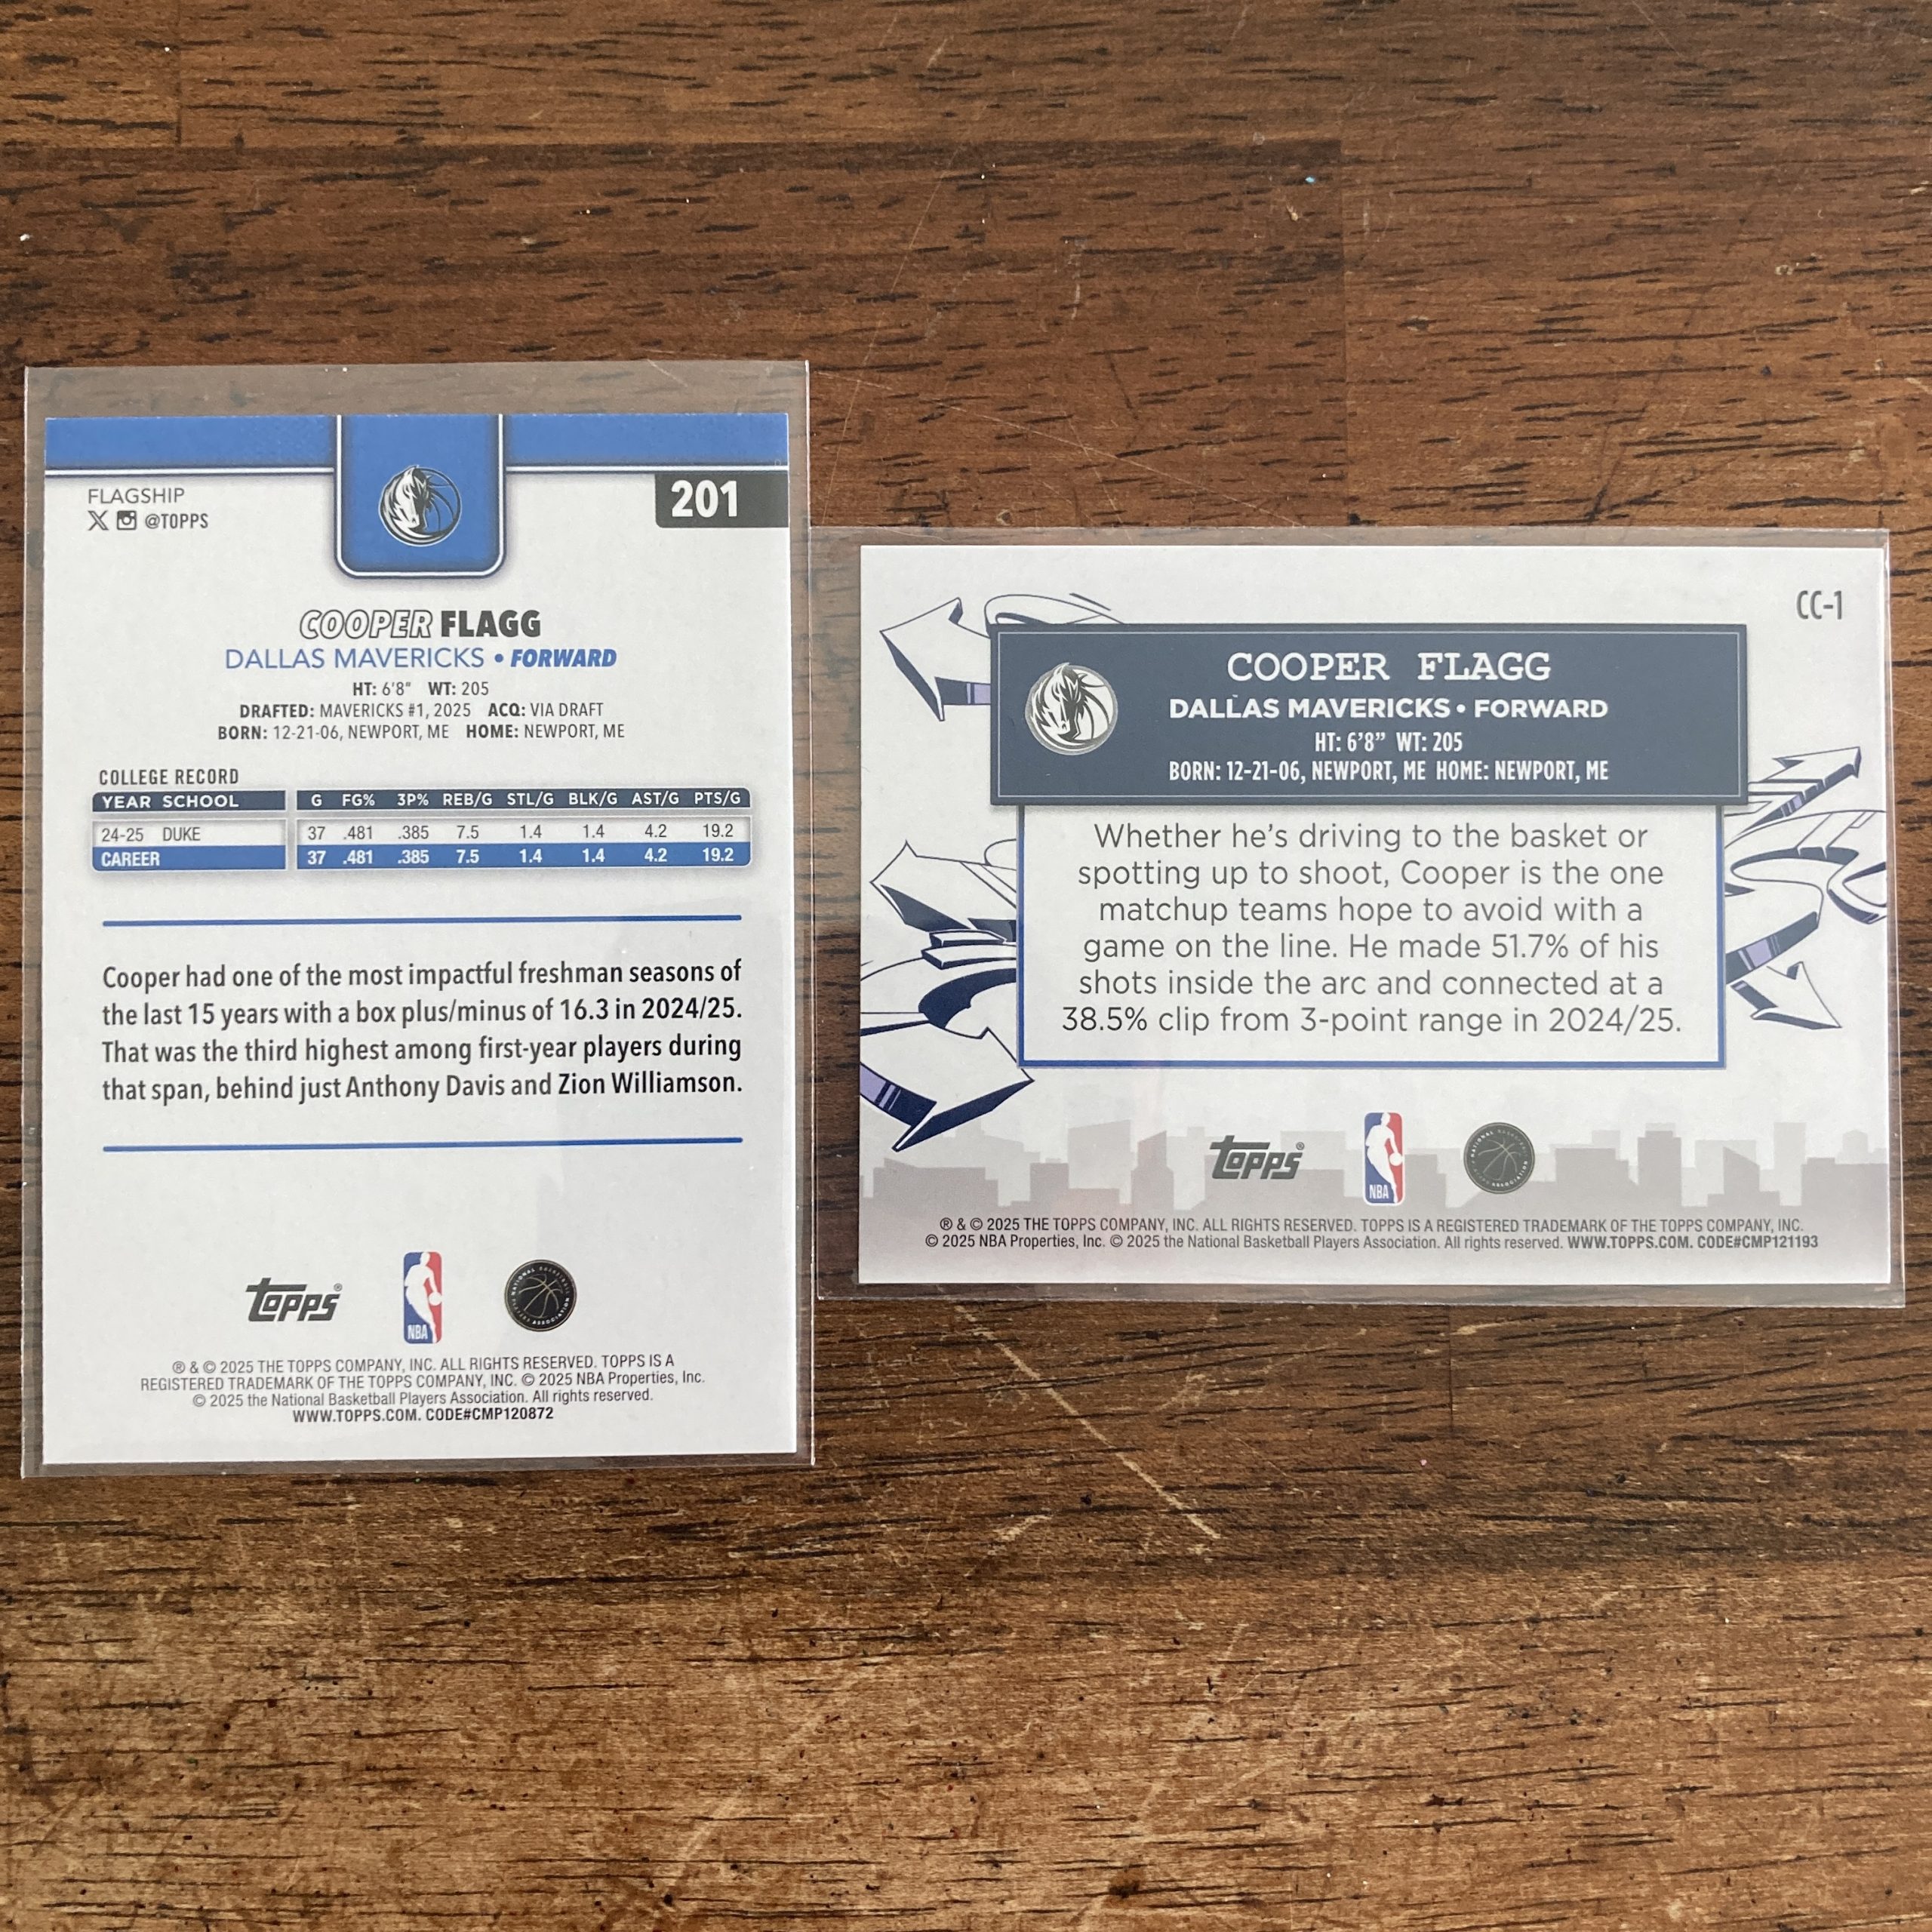 FLAGSHIP
X @TOPPS
201
COOPER FLAGG
DALLAS MAVERICKS • FORWARD
HT: 6'8" WT: 205
DRAFTED: MAVERICKS #1, 2025 ACQ: VIA DRAFT
BORN: 12-21-06, NEWPORT, ME HOME: NEWPORT, ME
COLLEGE RECORD
YEAR SCHOOL G FG% 3P% REB/G STL/G BLK/G AST/G PTS/G
24-25 DUKE 37 .481 .385 7.5 1.4 1.4 4.2 19.2
CAREER 37 .481 .385 7.5 1.4 1.4 4.2 19.2
Cooper had one of the most impactful freshman seasons of
the last 15 years with a box plus/minus of 16.3 in 2024/25.
That was the third highest among first-year players during
that span, behind just Anthony Davis and Zion Williamson.
Topps®
NBA
® & © 2025 THE TOPPS COMPANY, INC. ALL RIGHTS RESERVED. TOPPS IS A
REGISTERED TRADEMARK OF THE TOPPS COMPANY, INC. © 2025 NBA Properties, Inc.
© 2025 the National Basketball Players Association. All rights reserved.
WWW.TOPPS.COM. CODE#CMP120872
CC-1
COOPER FLAGG
DALLAS MAVERICKS • FORWARD
HT: 6'8” WT: 205
BORN: 12-21-06, NEWPORT, ME HOME: NEWPORT, ME
Whether he's driving to the basket or
spotting up to shoot, Cooper is the one
matchup teams hope to avoid with a
game on the line. He made 51.7% of his
shots inside the arc and connected at a
38.5% clip from 3-point range in 2024/25.
Topps®
NBA
® & © 2025 THE TOPPS COMPANY, INC. ALL RIGHTS RESERVED. TOPPS IS A REGISTERED TRADEMARK OF THE TOPPS COMPANY, INC.
© 2025 NBA Properties, Inc. © 2025 the National Basketball Players Association. All rights reserved. WWW.TOPPS.COM. CODE#CMP121193